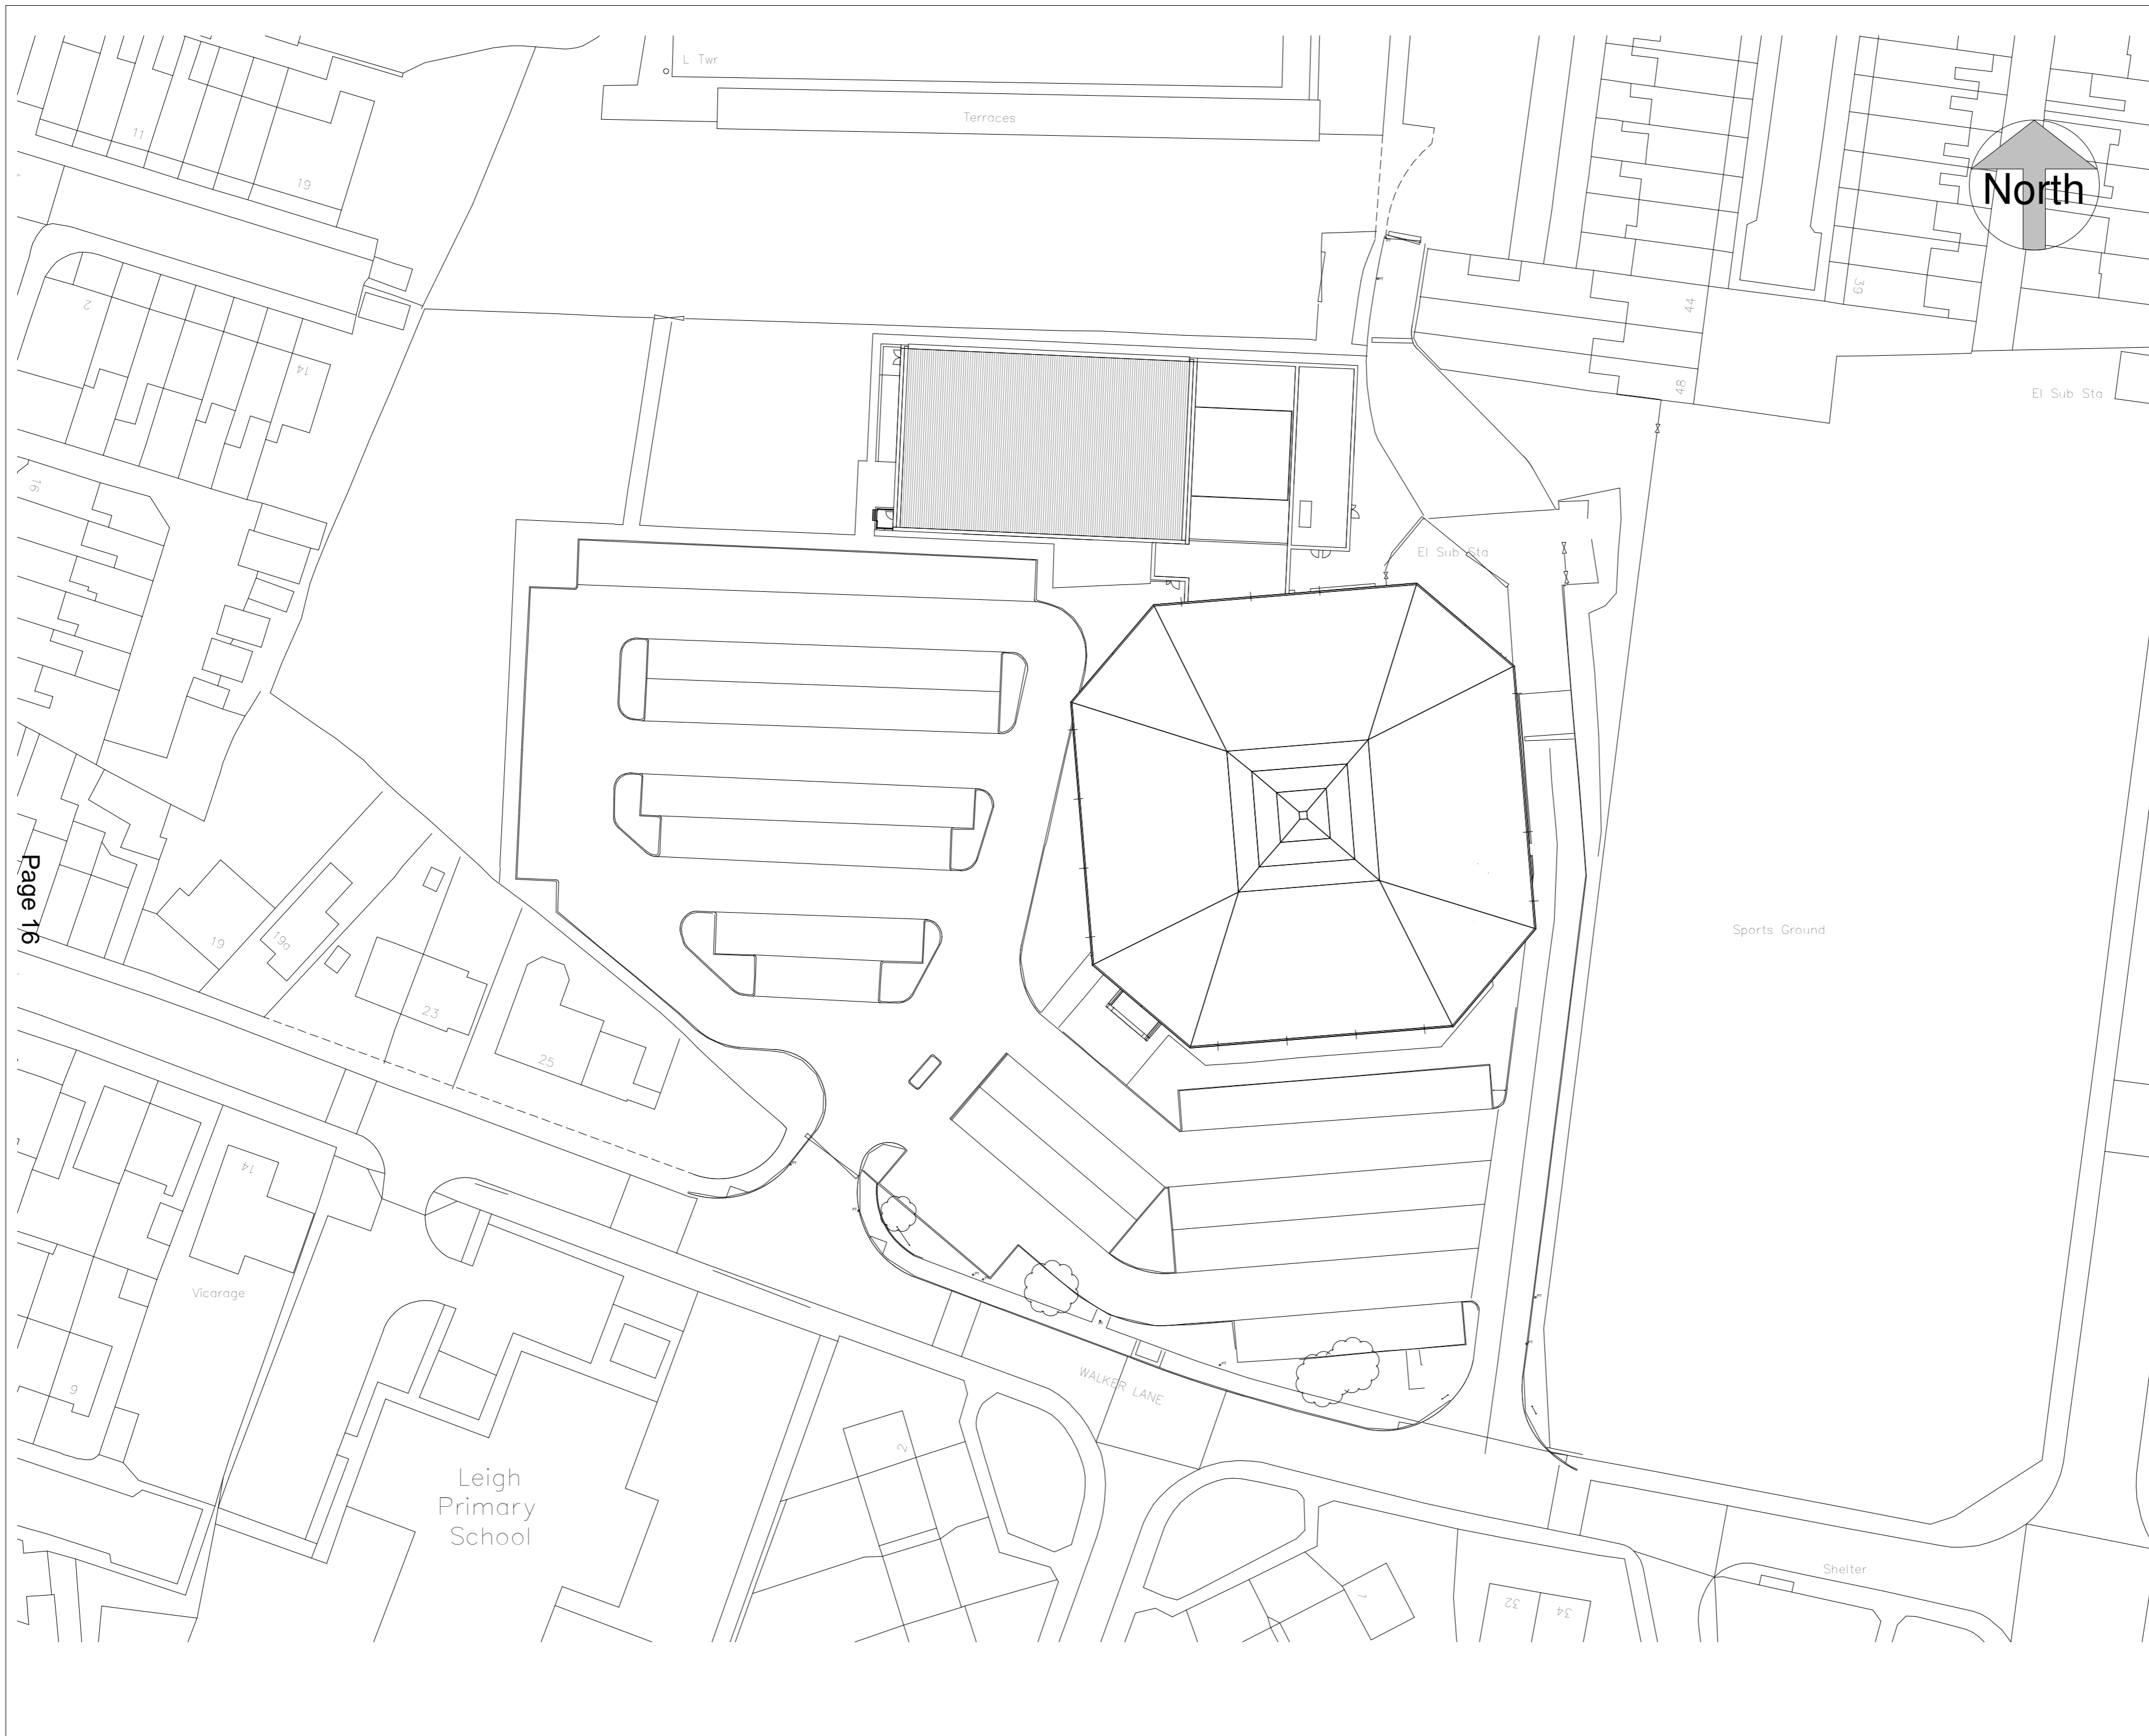 L Twr
Terraces
11
19
North
2
14
44
39
48
El Sub Sta
16
El Sub Sta
Page 16
19
19a
23
25
Sports Ground
14
Vicarage
9
WALKER LANE
2
Leigh
Primary
School
1
32
34
Shelter